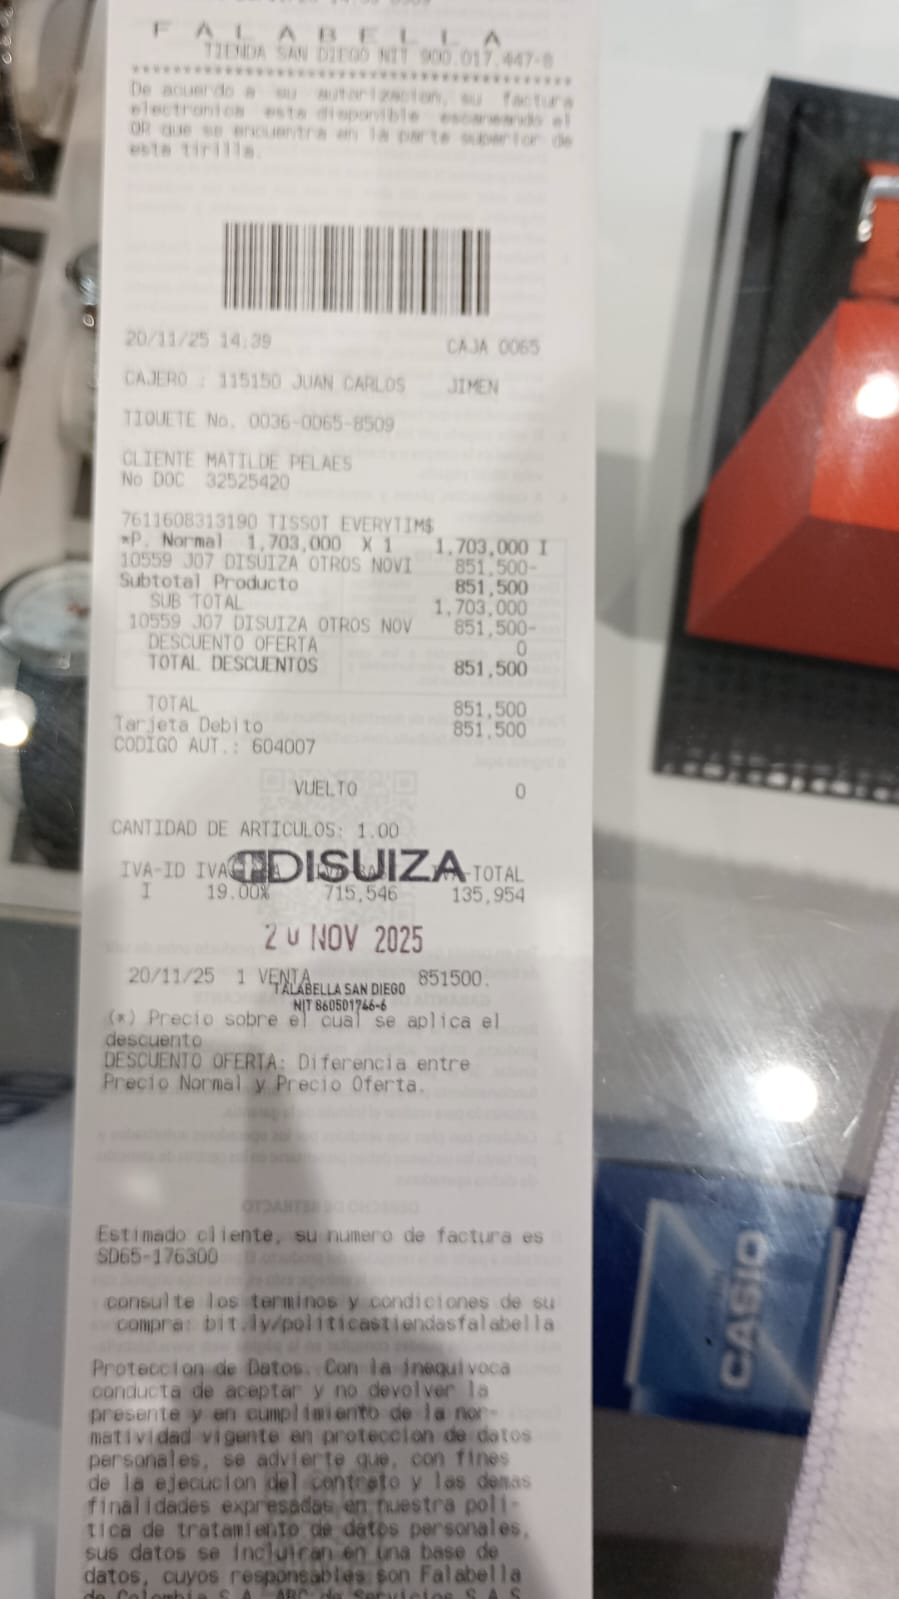 F A L A B E L L A
TIENDA SAN DIEGO NIT 900.017.447-8
De acuerdo a su autorizacion, su factura
electronica esta disponible escaneando el
QR que se encuentra en la parte superior de
esta tirilla.
20/11/25 14:39 CAJA 0065
CAJERO : 115150 JUAN CARLOS JIMEN
TIQUETE No. 0036-0065-8509
CLIENTE MATILDE PELAES
No DOC 32525420
7611608313190 TISSOT EVERYTIM$
*P. Normal 1,703,000 X 1 1,703,000 I
10559 J07 DISUIZA OTROS NOVI 851,500-
Subtotal Producto 851,500
SUB TOTAL 1,703,000
10559 J07 DISUIZA OTROS NOV 851,500-
DESCUENTO OFERTA 0
TOTAL DESCUENTOS 851,500
TOTAL 851,500
Tarjeta Debito 851,500
CODIGO AUT.: 604007
VUELTO 0
CANTIDAD DE ARTICULOS: 1.00
DISUIZA
IVA-ID IVA TOTAL
I 19.00% 715,546 135,954
20 NOV 2025
20/11/25 1 VENTA 851500.
FALABELLA SAN DIEGO
NIT 860501746-6
(*) Precio sobre el cual se aplica el
descuento
DESCUENTO OFERTA: Diferencia entre
Precio Normal y Precio Oferta.
Estimado cliente, su numero de factura es
SD65-176300
consulte los terminos y condiciones de su
compra: bit.ly/politicastiendasfalabella
Proteccion de Datos. Con la inequivoca
conducta de aceptar y no devolver la
presente y en cumplimiento de la nor-
matividad vigente en proteccion de datos
personales, se advierte que, con fines
de la ejecucion del contrato y las demas
finalidades expresadas en nuestra poli-
tica de tratamiento de datos personales,
sus datos se incluiran en una base de
datos, cuyos responsables son Falabella
de Colombia S.A. ABC de Servicios S.A.S
CASIO